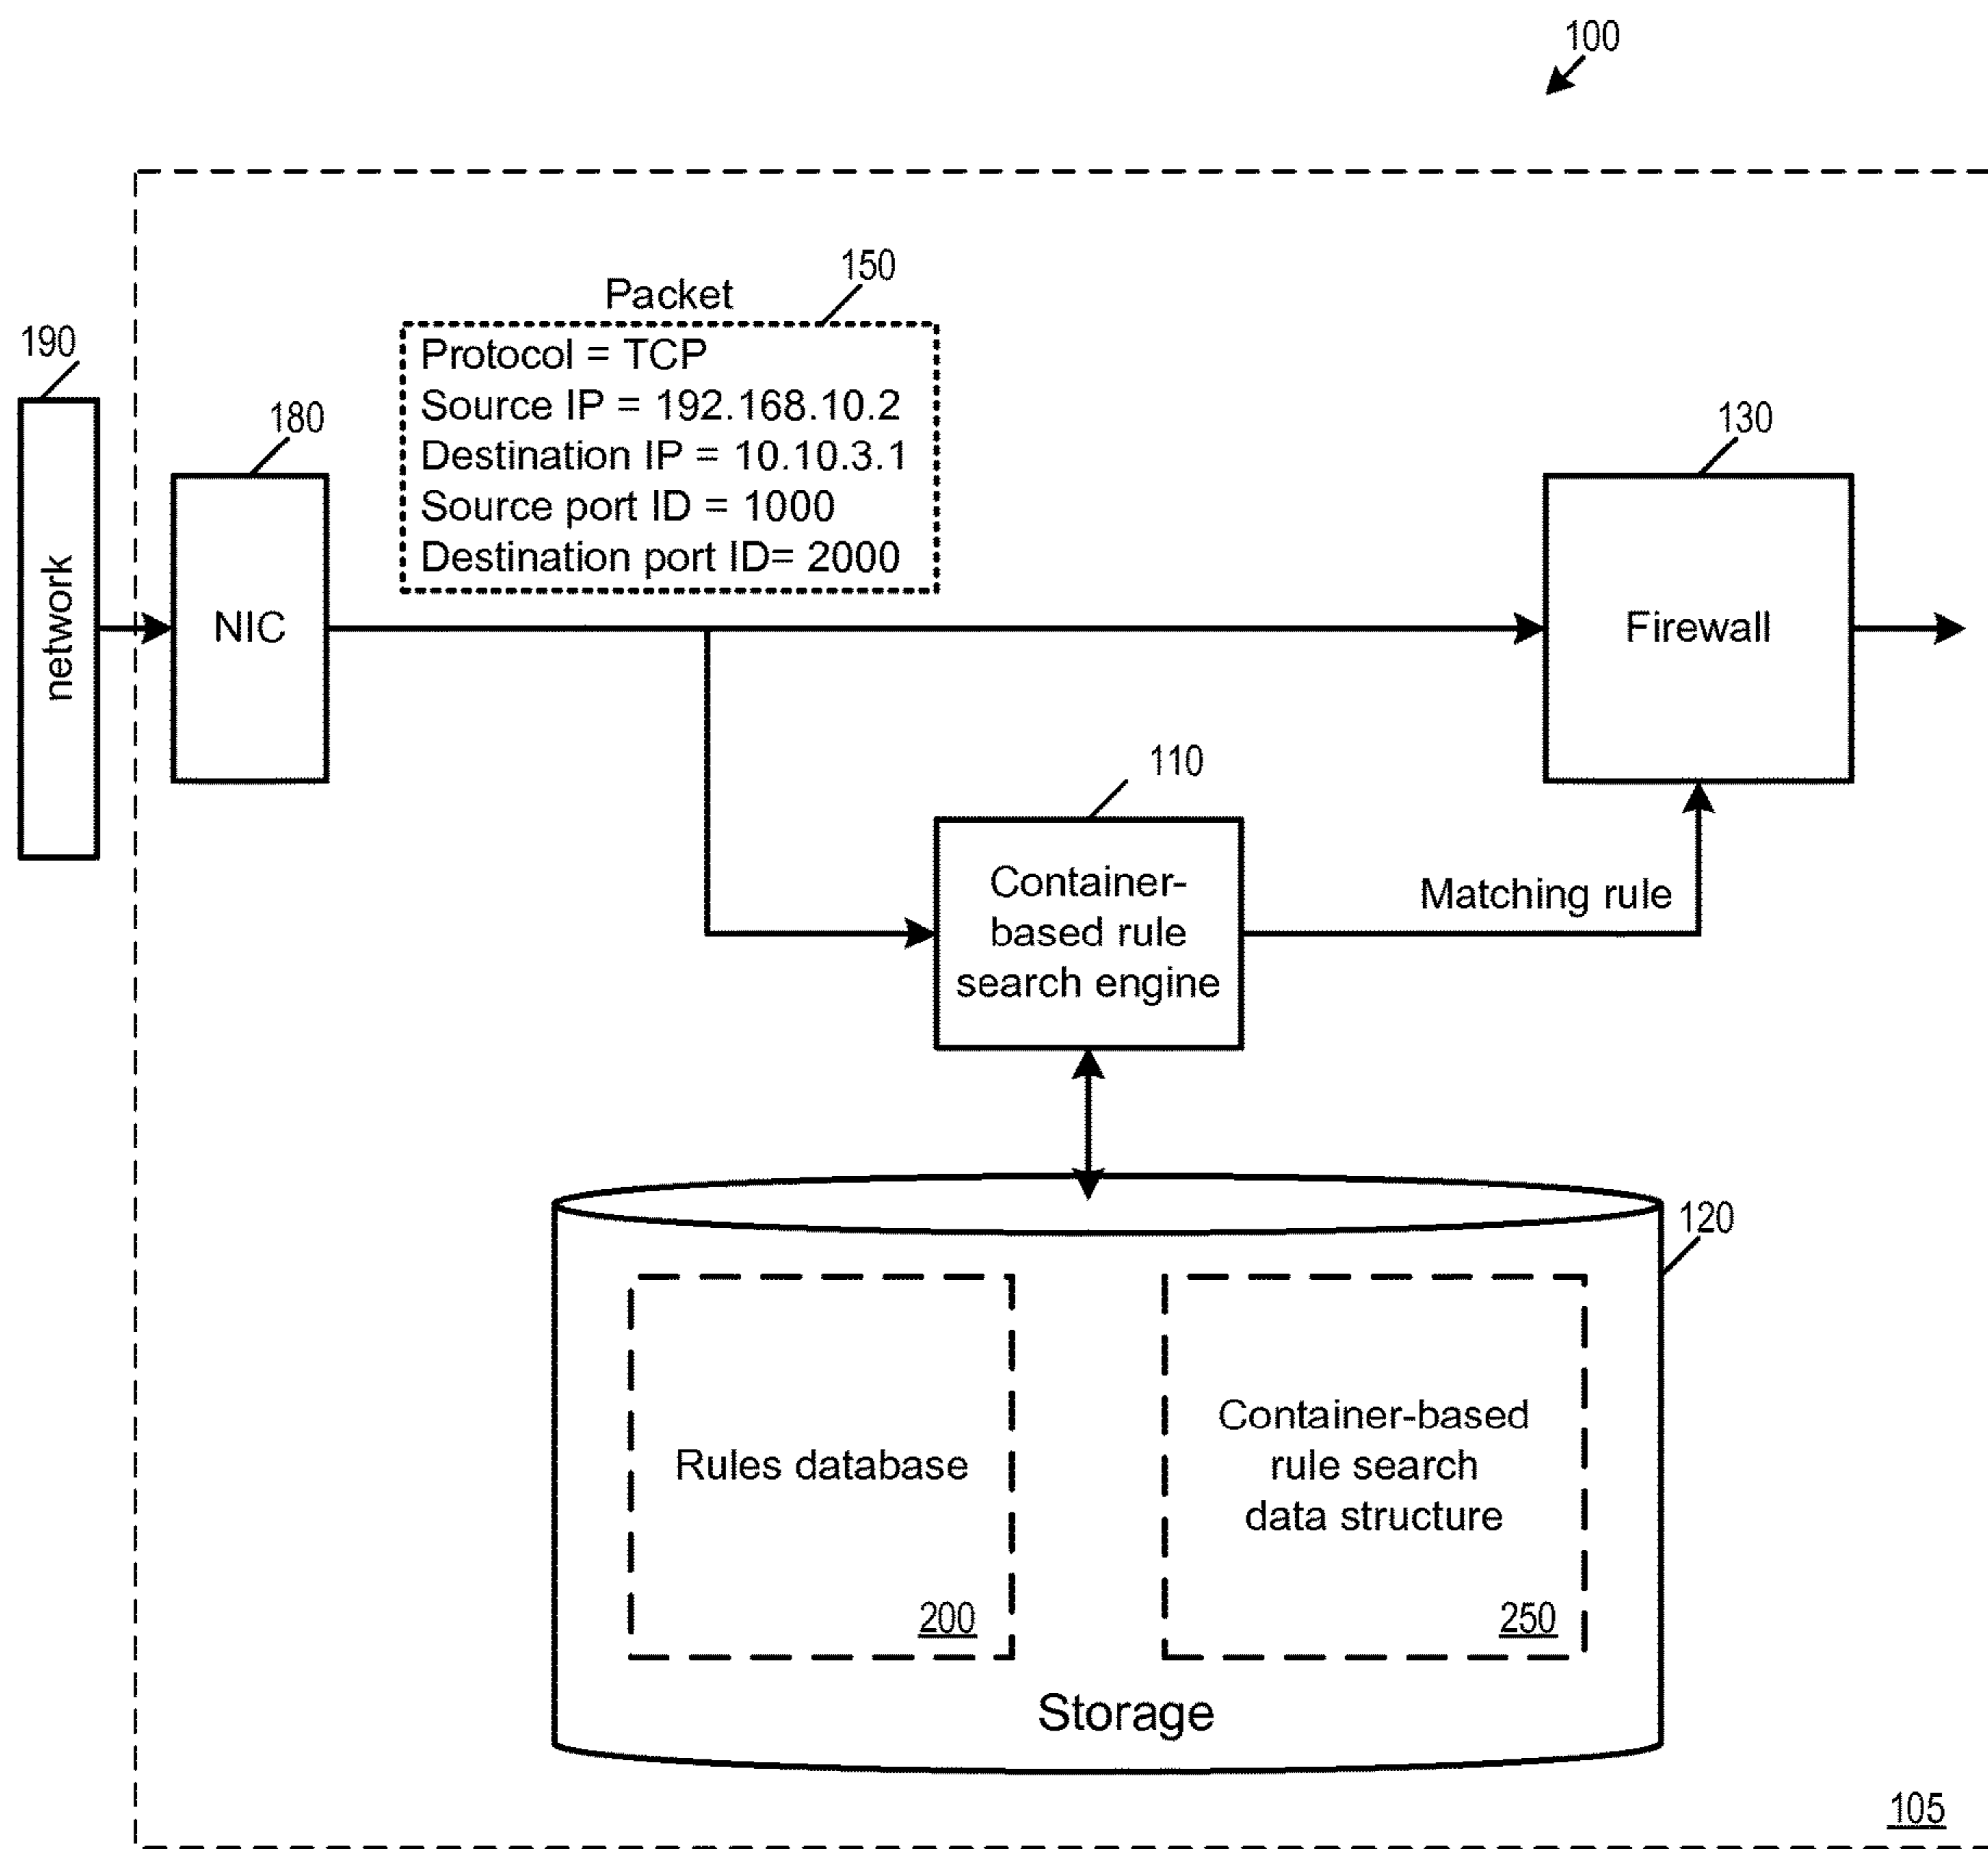 100
150
Packet
Protocol = TCP
Source IP = 192.168.10.2
Destination IP = 10.10.3.1
Source port ID = 1000
Destination port ID= 2000
190
network
180
NIC
130
Firewall
110
Container-
based rule
search engine
Matching rule
120
Rules database
200
Container-based
rule search
data structure
250
Storage
105